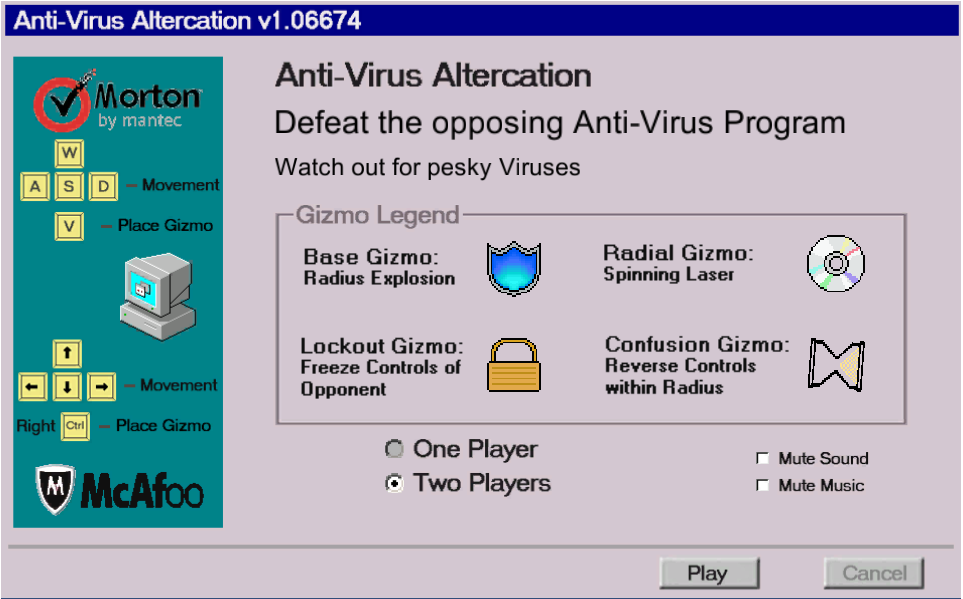 Anti-Virus Altercation v1.06674
Morton
by mantec
W
A S D – Movement
V – Place Gizmo
– Movement
Right Ctrl – Place Gizmo
M
McAfoo
Anti-Virus Altercation
Defeat the opposing Anti-Virus Program
Watch out for pesky Viruses
Gizmo Legend
Base Gizmo:
Radius Explosion
Radial Gizmo:
Spinning Laser
Lockout Gizmo:
Freeze Controls of
Opponent
Confusion Gizmo:
Reverse Controls
within Radius
One Player
Two Players
Mute Sound
Mute Music
Play
Cancel